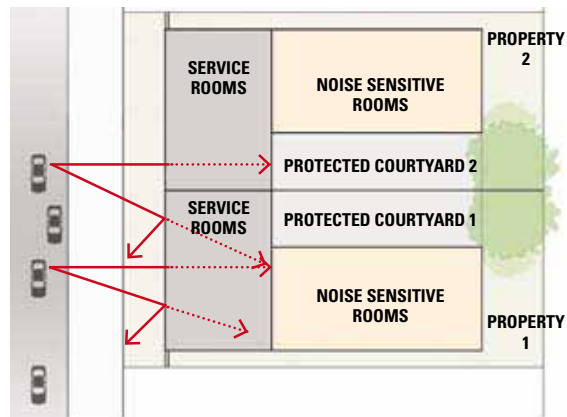 PROPERTY
2
SERVICE
ROOMS
NOISE SENSITIVE
ROOMS
PROTECTED COURTYARD 2
SERVICE
ROOMS
PROTECTED COURTYARD 1
NOISE SENSITIVE
ROOMS
PROPERTY
1